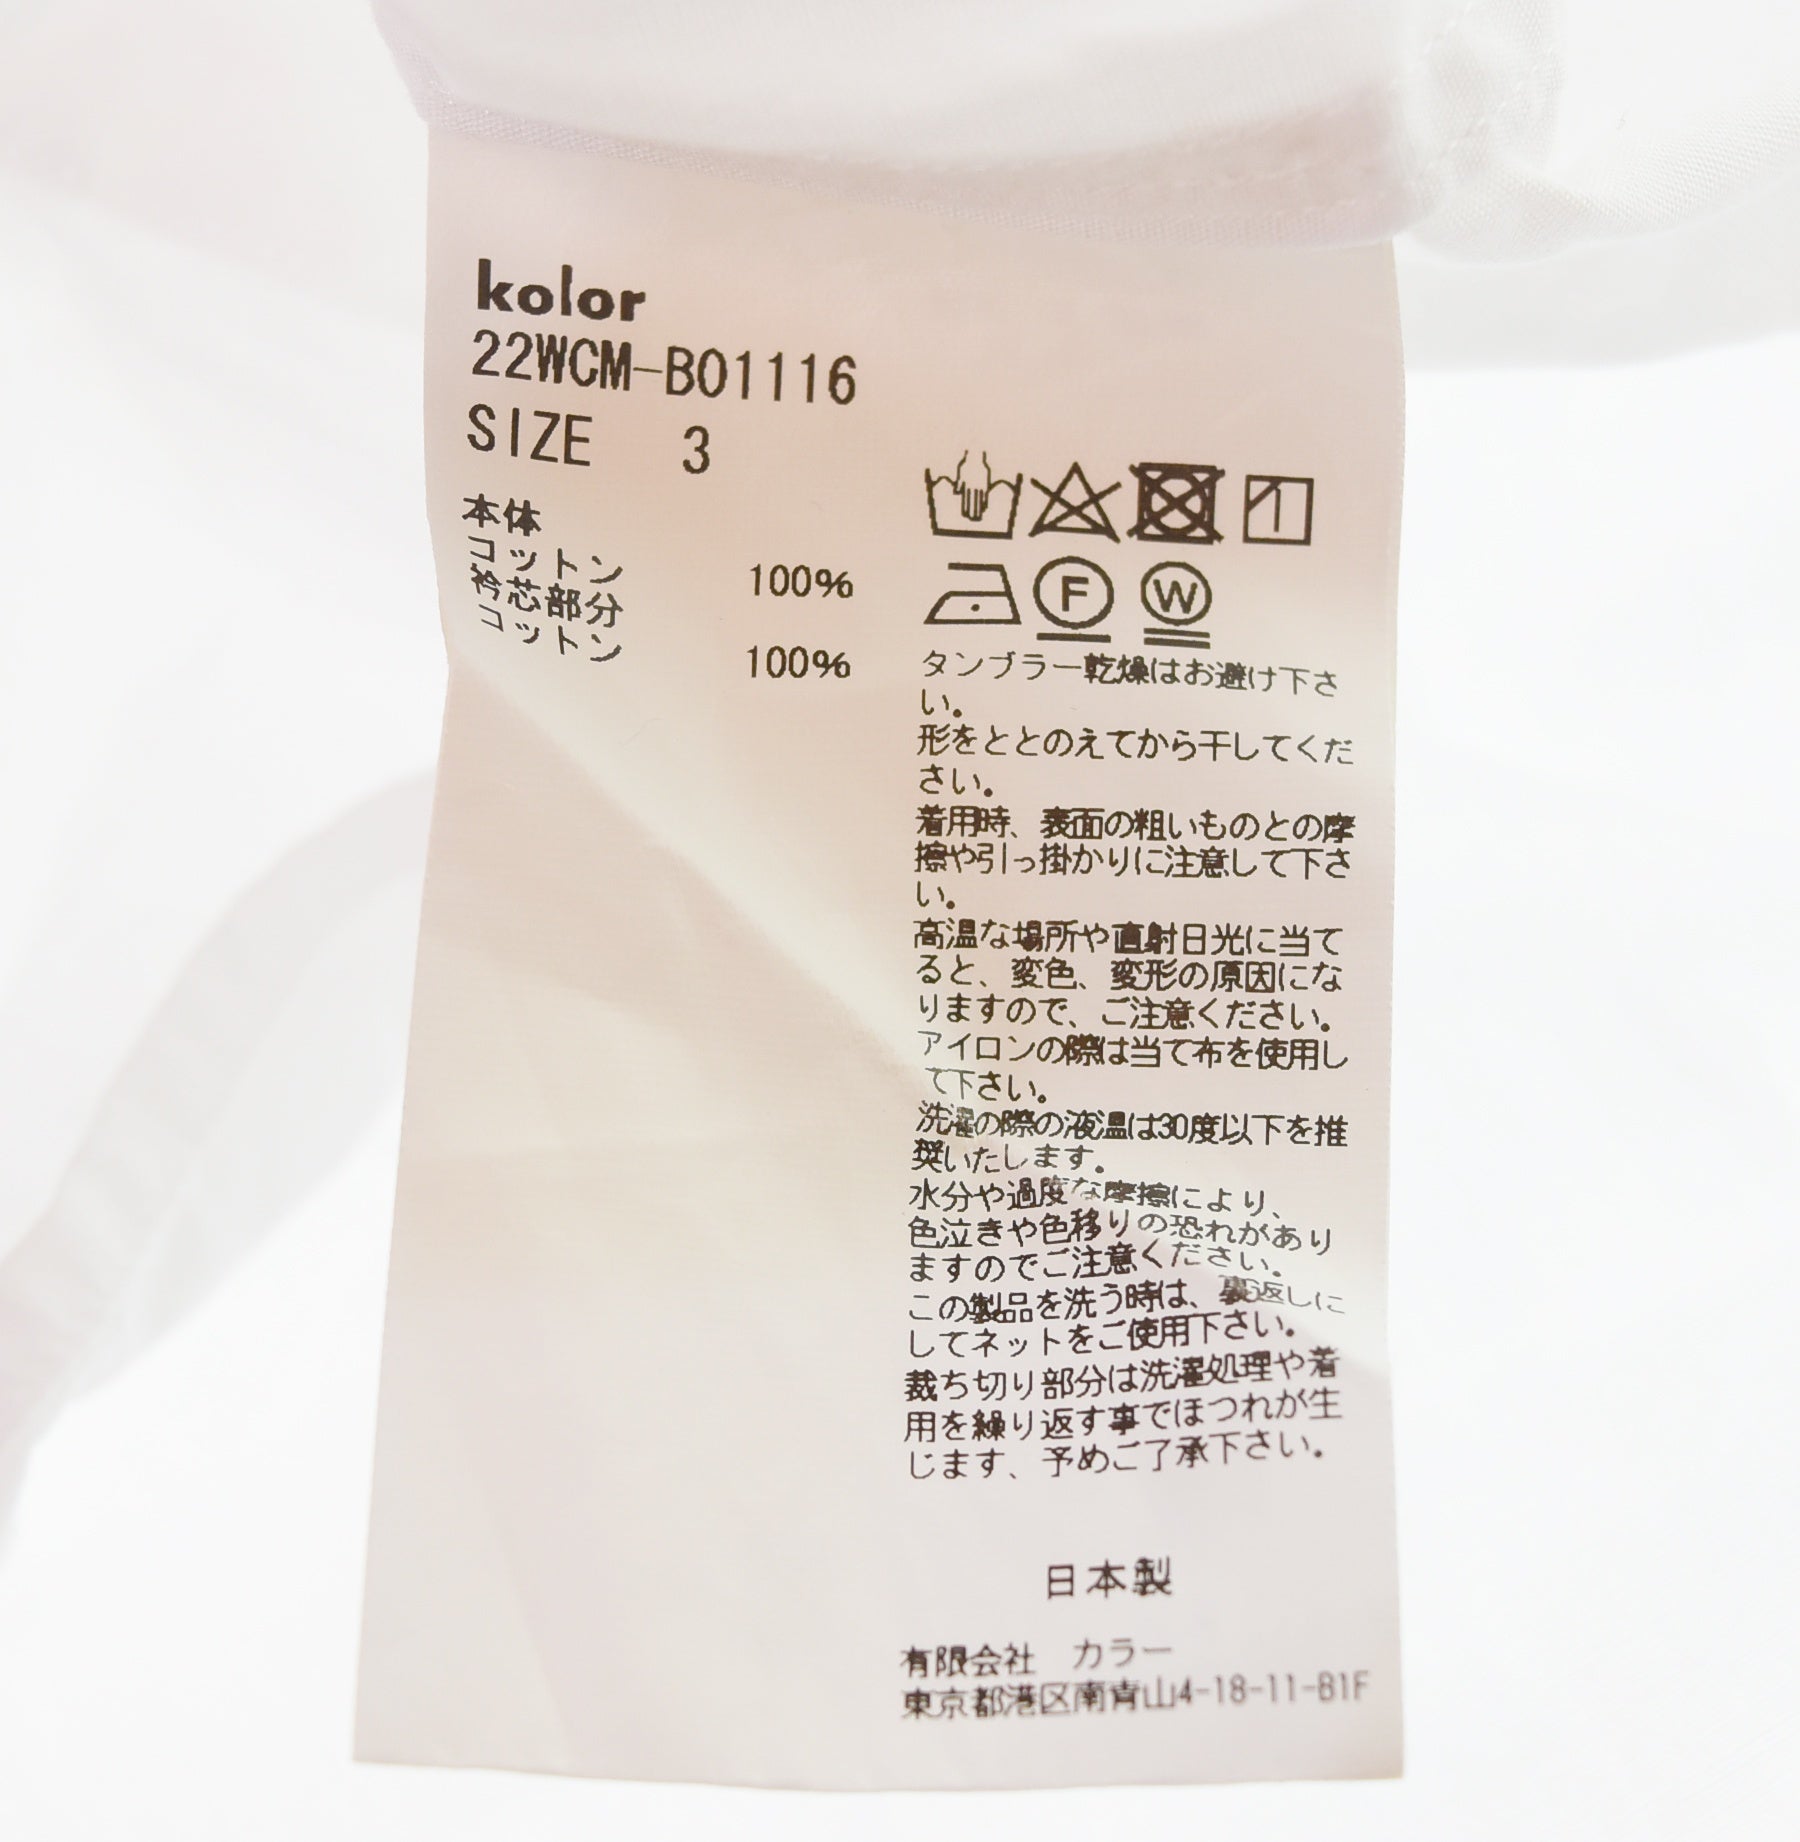 kolor
22WCM-B01116
SIZE 3
本体
コットン 100%
衿芯部分
コットン 100%
F W
タンブラー乾燥はお避け下さ
い。
形をととのえてから干してくだ
さい。
着用時、表面の粗いものとの摩
擦や引っ掛かりに注意して下さ
い。
高温な場所や直射日光に当て
ると、変色、変形の原因にな
りますので、ご注意ください。
アイロンの際は当て布を使用し
て下さい。
洗濯の際の液温は30度以下を推
奨いたします。
水分や過度な摩擦により、
色泣きや色移りの恐れがあり
ますのでご注意ください。
この製品を洗う時は、裏返しに
してネットをご使用下さい。
裁ち切り部分は洗濯処理や着
用を繰り返す事でほつれが生
じます、予めご了承下さい。
日本製
有限会社 カラー
東京都港区南青山4-18-11-B1F